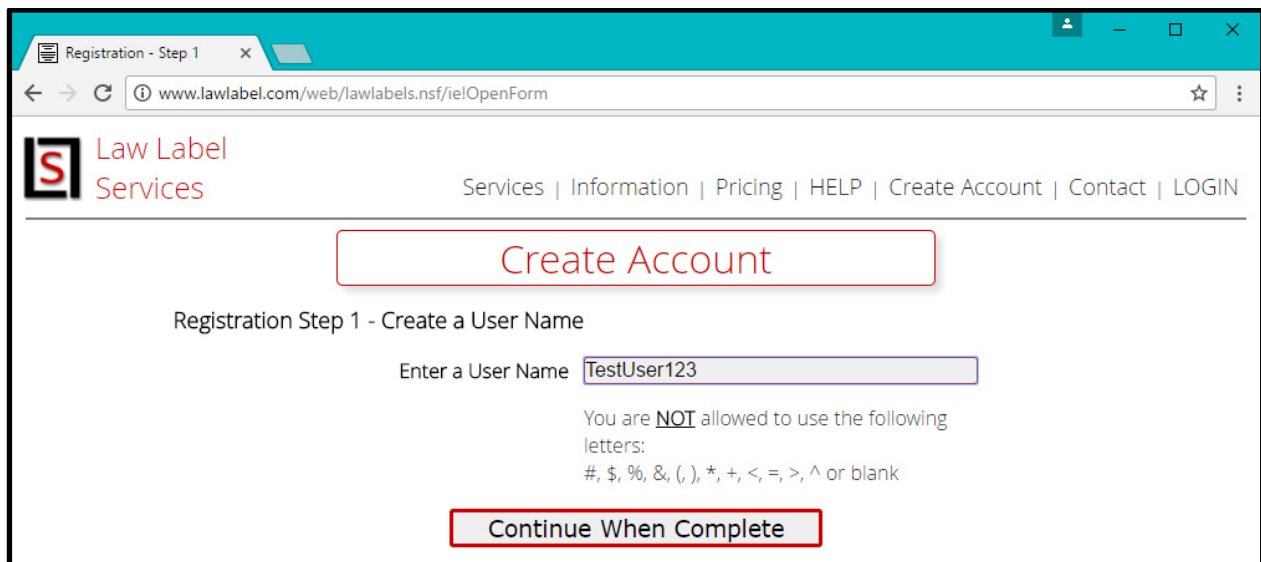 Registration - Step 1
www.lawlabel.com/web/lawlabels.nsf/ie!OpenForm
LS
Law Label
Services
Services | Information | Pricing | HELP | Create Account | Contact | LOGIN
Create Account
Registration Step 1 - Create a User Name
Enter a User Name TestUser123
You are NOT allowed to use the following
letters:
#, $, %, &, (, ), *, +, <, =, >, ^ or blank
Continue When Complete